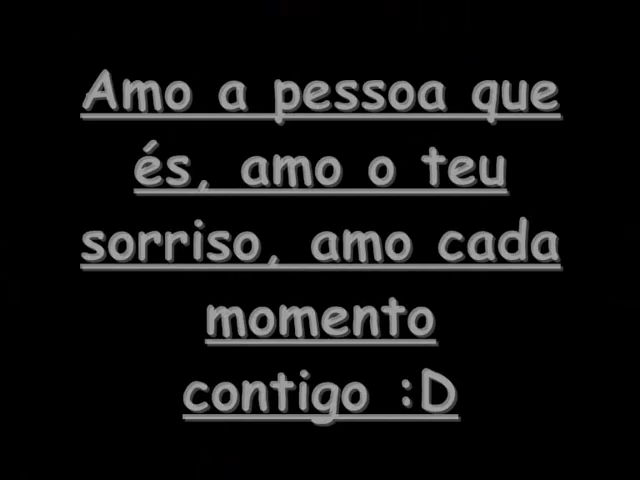 Amo a pessoa que
és, amo o teu
sorriso, amo cada
momento
contigo :D